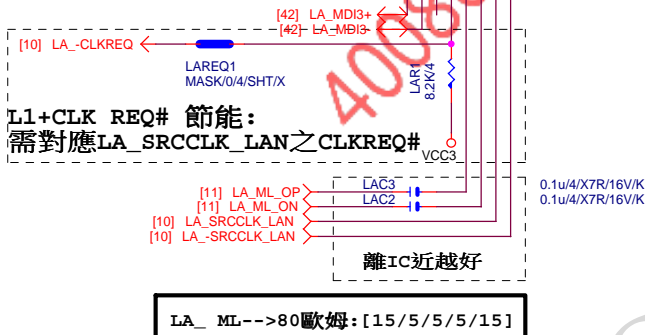 [42] LA_MDI3+
[42] LA_MDI3-
[10] LA_-CLKREQ
LAREQ1
MASK/0/4/SHT/X
LAR1
8.2K/4
4008
L1+CLK REQ# 節能:
需對應LA_SRCCLK_LAN之CLKREQ#
VCC3
[11] LA_ML_OP
LAC3
0.1u/4/X7R/16V/K
[11] LA_ML_ON
LAC2
0.1u/4/X7R/16V/K
[10] LA_SRCCLK_LAN
[10] LA_-SRCCLK_LAN
離IC近越好
LA_ ML-->80歐姆:[15/5/5/5/15]